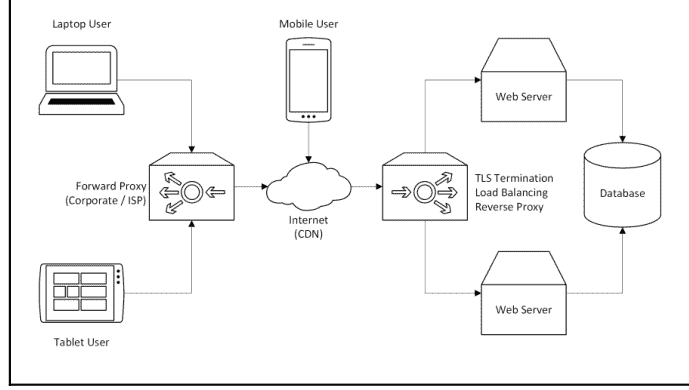 Laptop User
Mobile User
Web Server
Forward Proxy
(Corporate / ISP)
Internet
(CDN)
TLS Termination
Load Balancing
Reverse Proxy
Database
Web Server
Tablet User